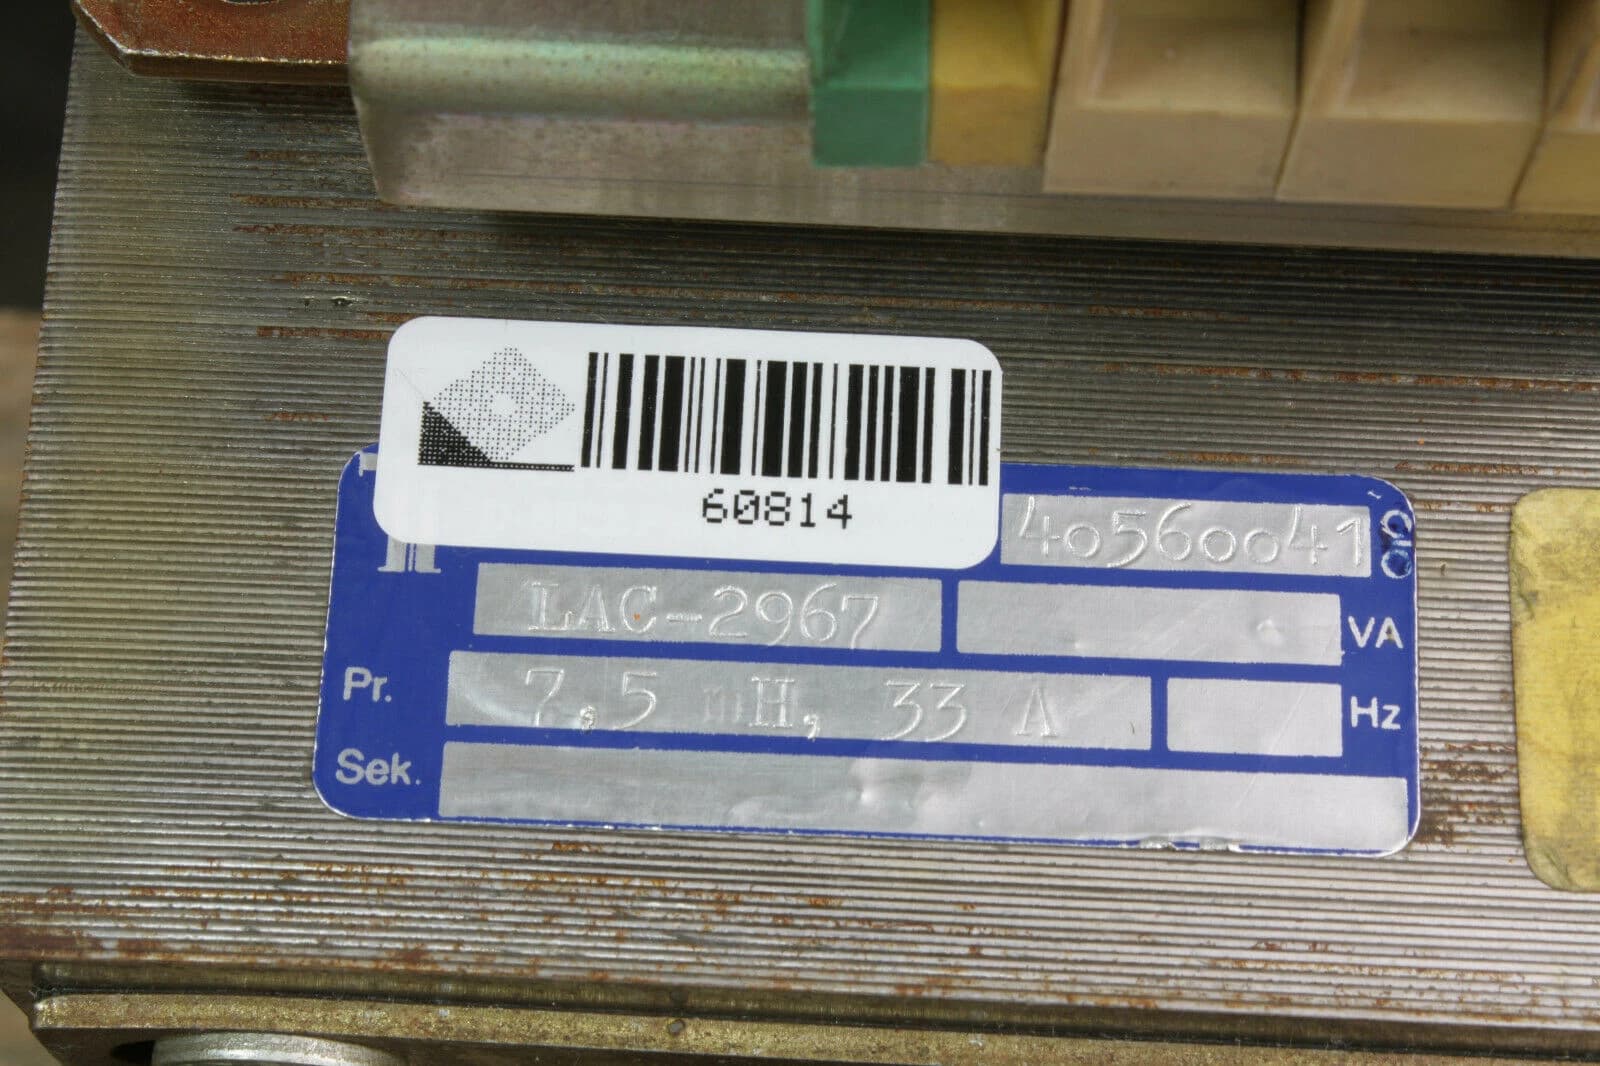 60814
40560041
LAC-2967
VA
Pr. 7,5 mH, 33 A
Hz
Sek.